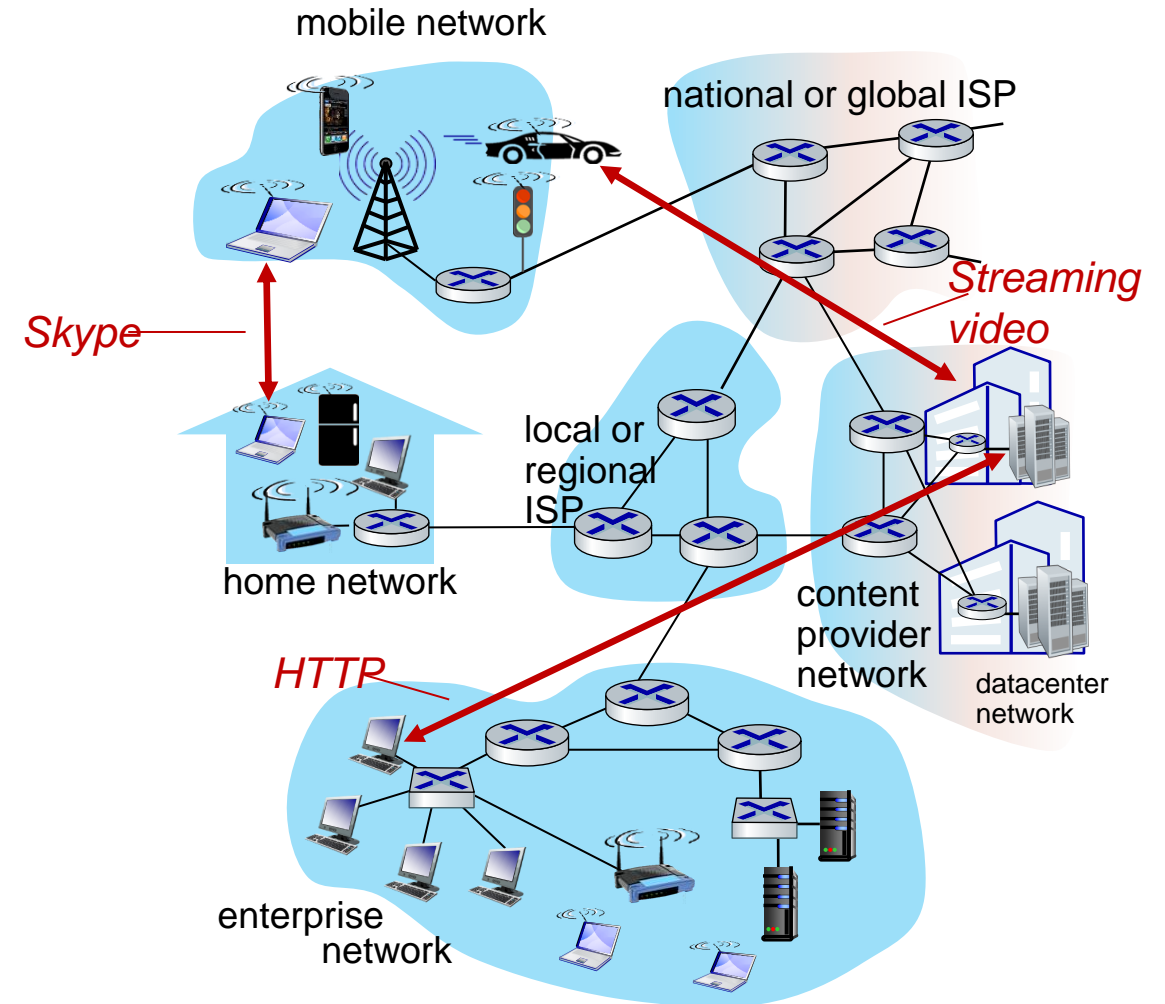 mobile network
national or global ISP
Streaming
video
Skype
local or
regional
ISP
home network
content
provider
network
datacenter
network
HTTP
enterprise
network